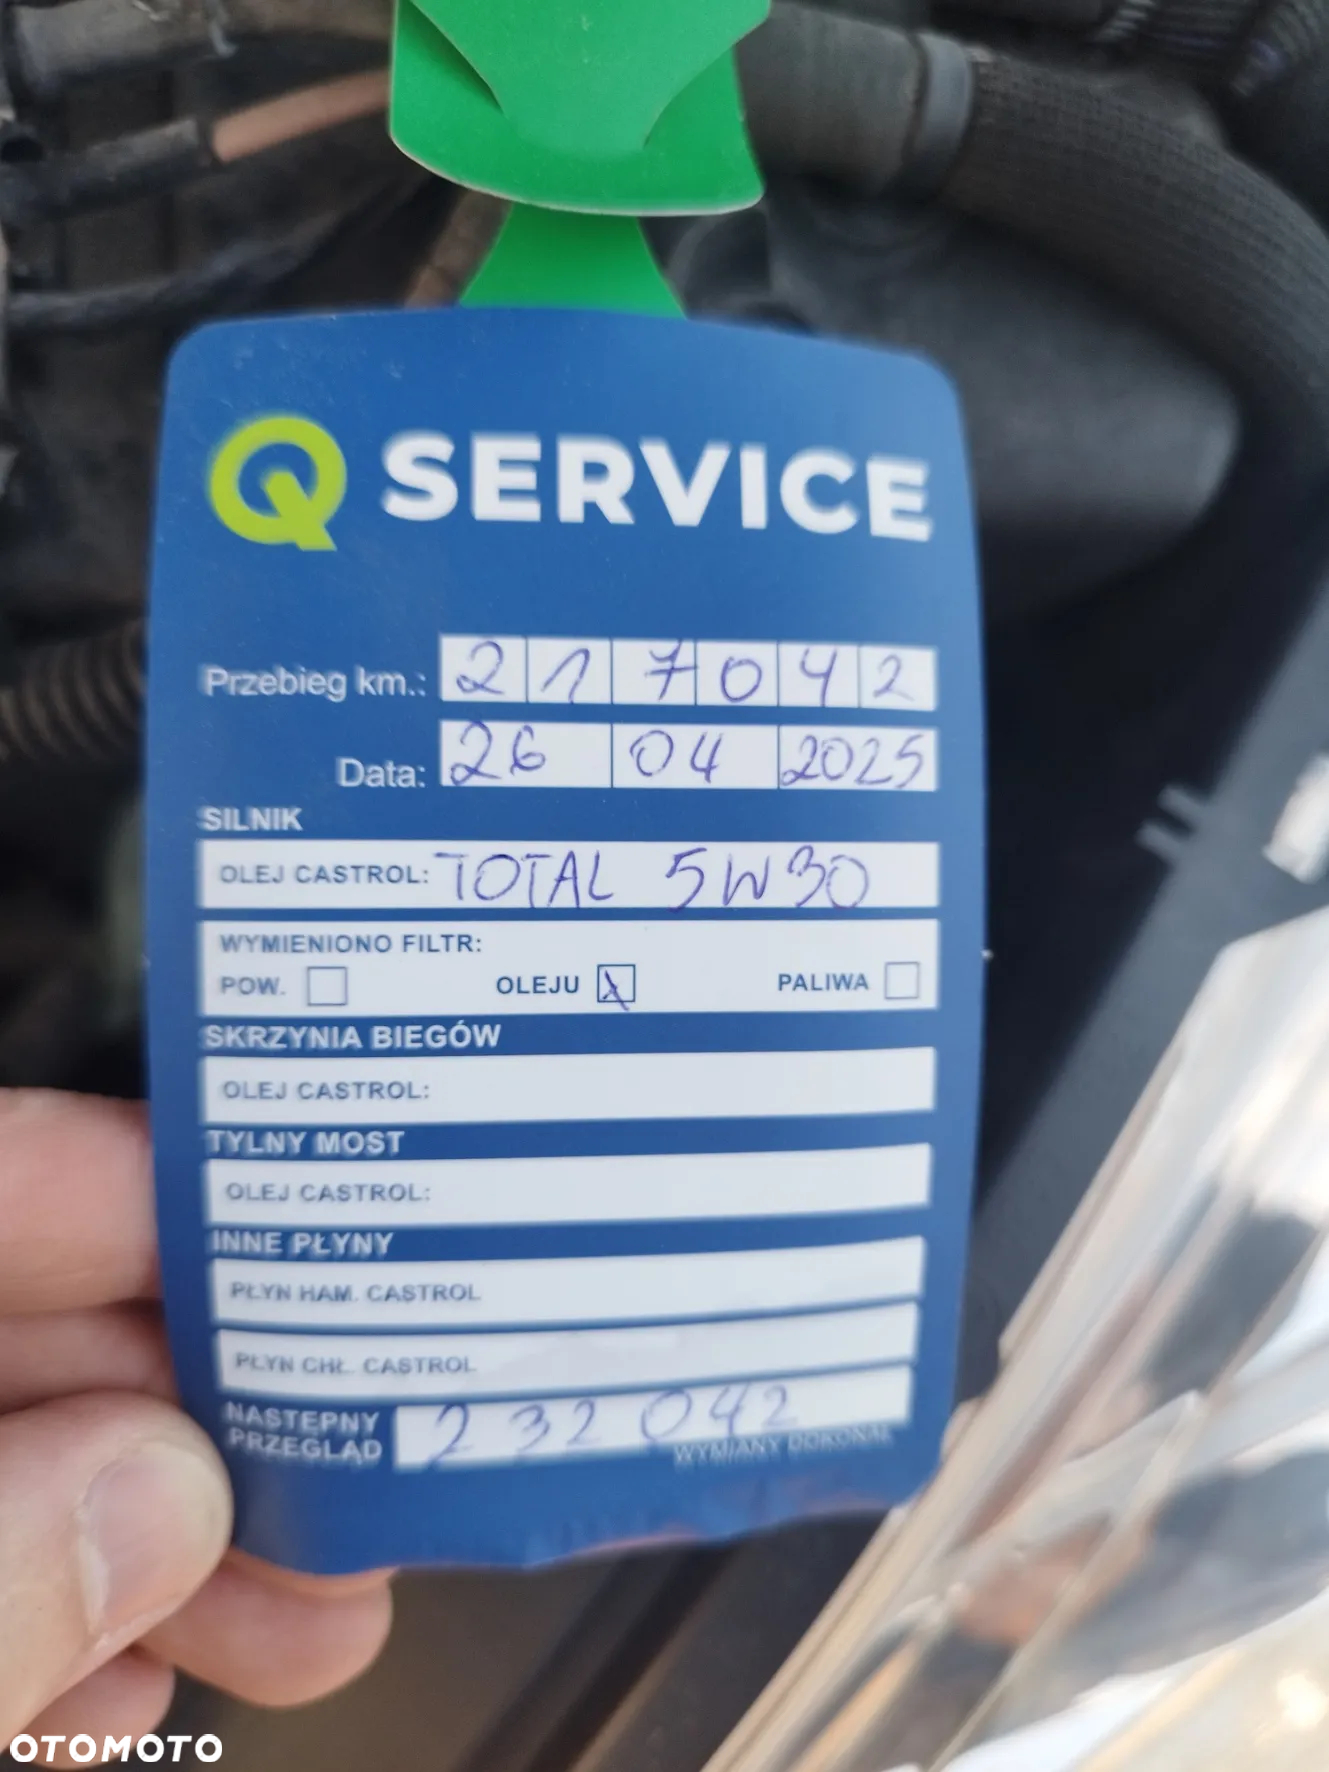 Q SERVICE
Przebieg km.: 217042
Data: 26 04 2025
SILNIK
OLEJ CASTROL: TOTAL 5W30
WYMIENIONO FILTR:
POW. OLEJU X PALIWA
SKRZYNIA BIEGÓW
OLEJ CASTROL:
TYLNY MOST
OLEJ CASTROL:
INNE PŁYNY
PŁYN HAM. CASTROL
PŁYN CHŁ. CASTROL
NASTĘPNY
PRZEGLĄD 232042
WYMIANY DOKONAŁ
OTOMOTO